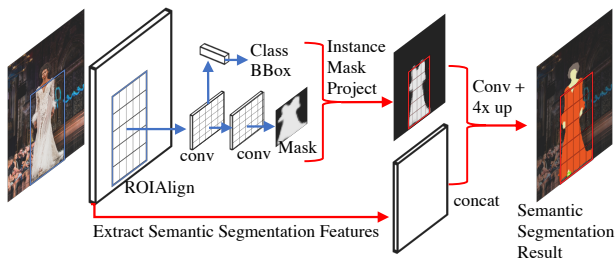 Class
BBox
Instance
Mask
Project
Conv +
4x up
conv
conv
Mask
ROIAlign
concat
Extract Semantic Segmentation Features
Semantic
Segmentation
Result